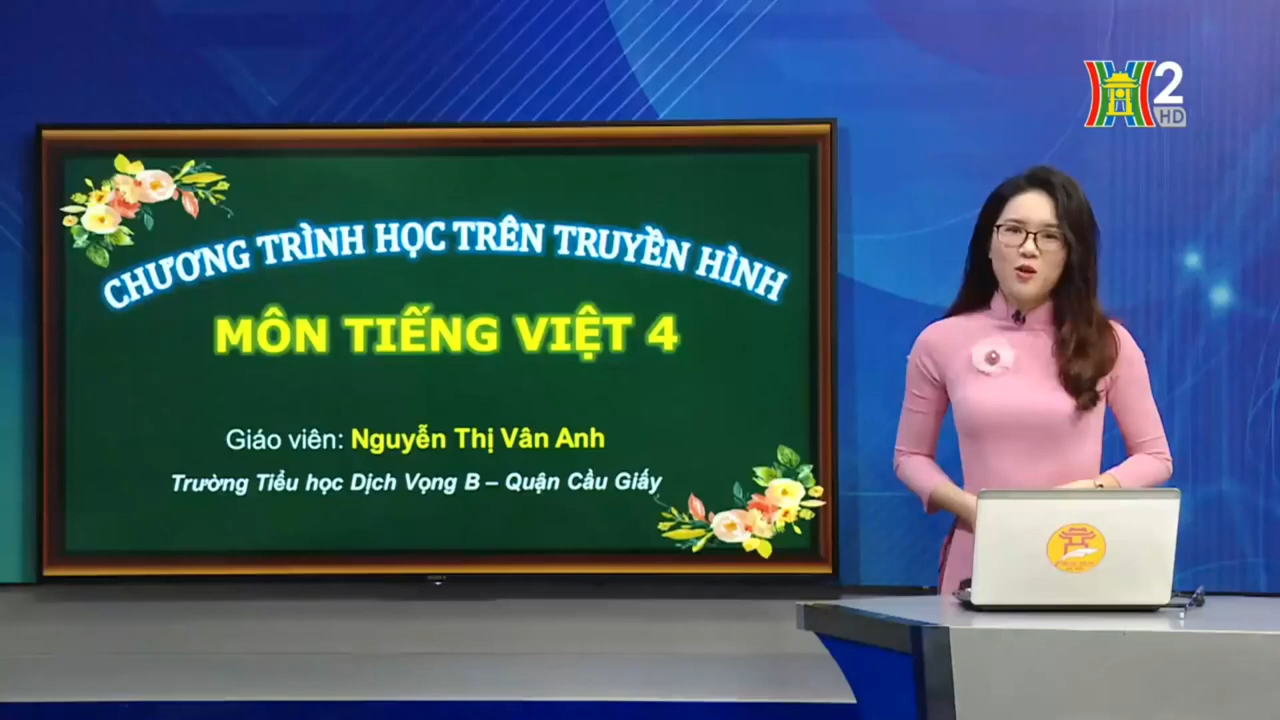 2
HD
CHƯƠNG TRÌNH HỌC TRÊN TRUYỀN HÌNH
MÔN TIẾNG VIỆT 4
Giáo viên: Nguyễn Thị Vân Anh
Trường Tiểu học Dịch Vọng B – Quận Cầu Giấy